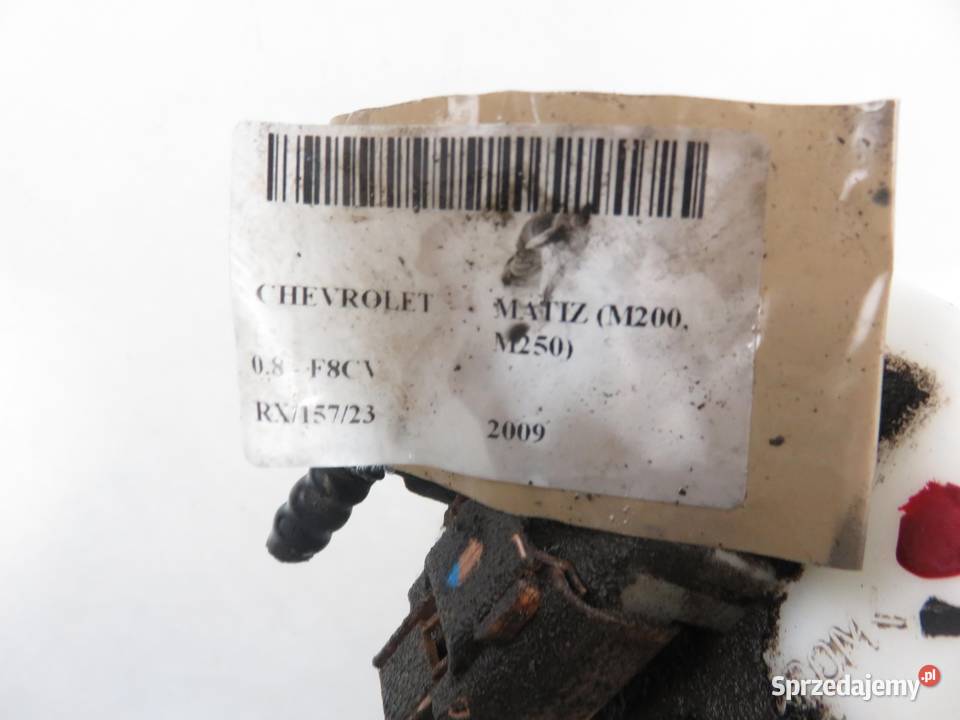 CHEVROLET MATIZ (M200,
M250)
0.8 - F8CV
RX/157/23 2009
Sprzedajemy.pl